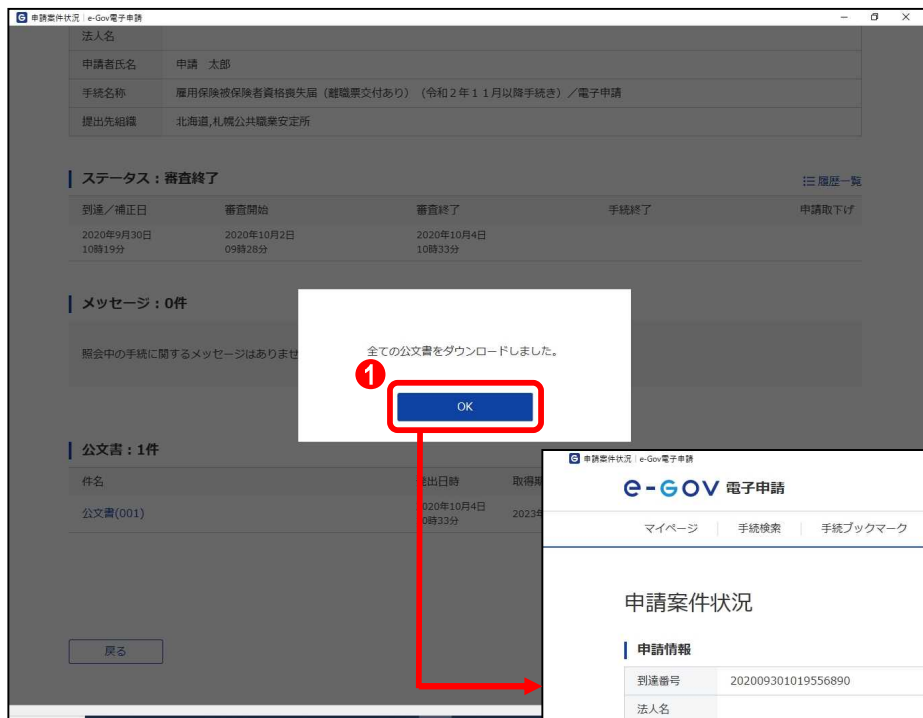 申請案件状況｜e-Gov電子申請
法人名
申請者氏名 申請 太郎
手続名称 雇用保険被保険者資格喪失届（離職票交付あり）（令和２年１１月以降手続き）／電子申請
提出先組織 北海道,札幌公共職業安定所
ステータス：審査終了
履歴一覧
到達／補正日 審査開始 審査終了 手続終了 申請取下げ
2020年9月30日 2020年10月2日 2020年10月4日
10時19分 09時28分 10時33分
メッセージ：0件
照会中の手続に関するメッセージはありませ
全ての公文書をダウンロードしました。
1
OK
公文書：1件
件名 出日時 取得期
公文書(001) 2020年10月4日 2023年
0時33分
戻る
申請案件状況｜e-Gov電子申請
e-GOV 電子申請
マイページ 手続検索 手続ブックマーク
申請案件状況
申請情報
到達番号 202009301019556890
法人名